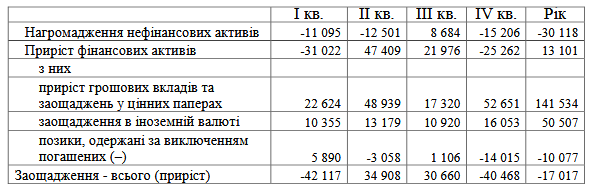 I кв. II кв. III кв. IV кв. Рік
Нагромадження нефінансових активів -11 095 -12 501 8 684 -15 206 -30 118
Приріст фінансових активів -31 022 47 409 21 976 -25 262 13 101
з них
приріст грошових вкладів та
заощаджень у цінних паперах 22 624 48 939 17 320 52 651 141 534
заощадження в іноземній валюті 10 355 13 179 10 920 16 053 50 507
позики, одержані за виключенням
погашених (–) 5 890 -3 058 1 106 -14 015 -10 077
Заощадження - всього (приріст) -42 117 34 908 30 660 -40 468 -17 017